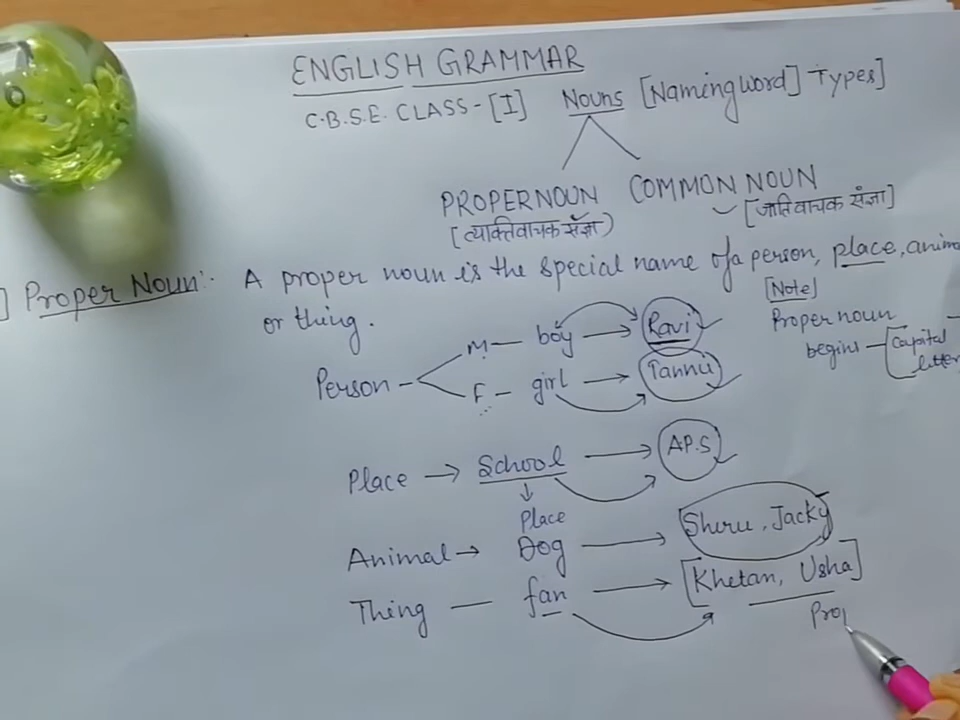 ENGLISH GRAMMAR
C.B.S.E. CLASS-[I] Nouns [Naming word] Types]
PROPER NOUN COMMON NOUN
[व्यक्तिवाचक संज्ञा) [जातिवाचक संज्ञा]
] Proper Noun:- A proper noun is the special name of a person, place, anima
or thing.
[Note]
Proper noun
begins - [Capital
letter
Person - M - boy → Ravi
F - girl → Tannu
Place → School → A.P.S
↓
Place
Animal → Dog → Sheru, Jacky
Thing - fan → [Khetan, Usha]
Prop